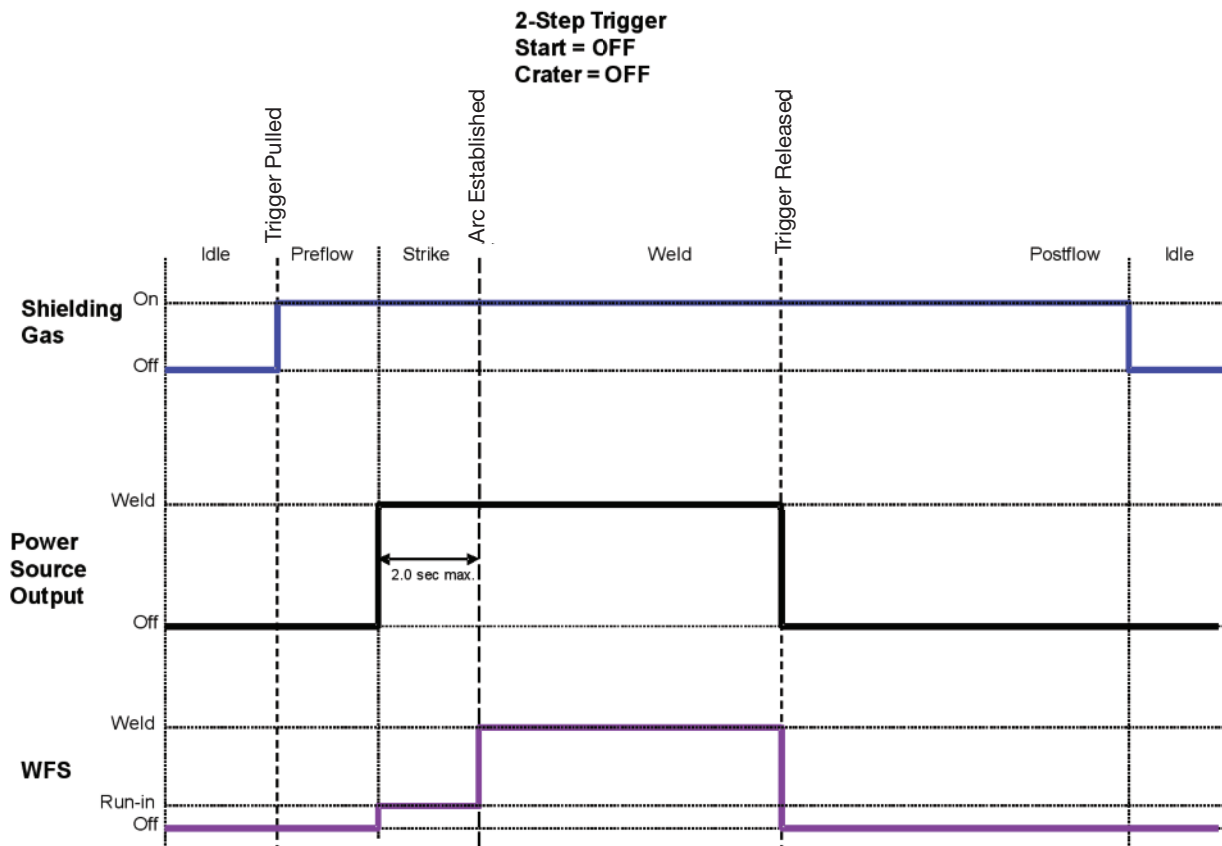 2-Step Trigger
Start = OFF
Crater = OFF
Trigger Pulled
Arc Established
Trigger Released
Idle
Preflow
Strike
Weld
Postflow
Idle
Shielding
Gas
On
Off
Power
Source
Output
Weld
2.0 sec max.
Off
WFS
Weld
Run-in
Off